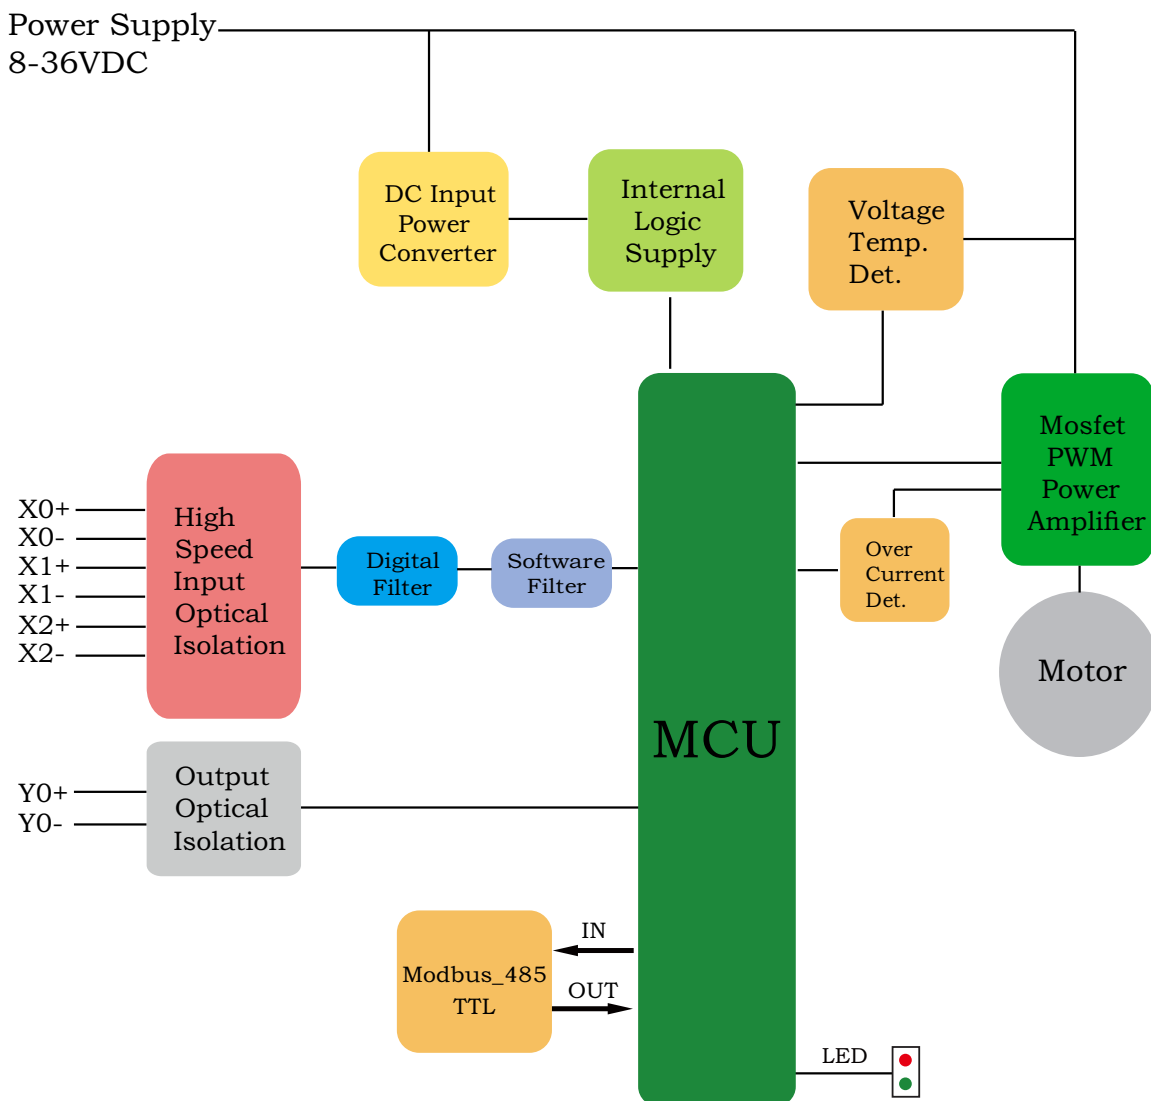 Power Supply
8-36VDC
DC Input
Power
Converter
Internal
Logic
Supply
Voltage
Temp.
Det.
Mosfet
PWM
Power
Amplifier
X0+
X0-
X1+
X1-
X2+
X2-
High
Speed
Input
Optical
Isolation
Digital
Filter
Software
Filter
Over
Current
Det.
Motor
MCU
Y0+
Y0-
Output
Optical
Isolation
IN
Modbus_485
TTL
OUT
LED